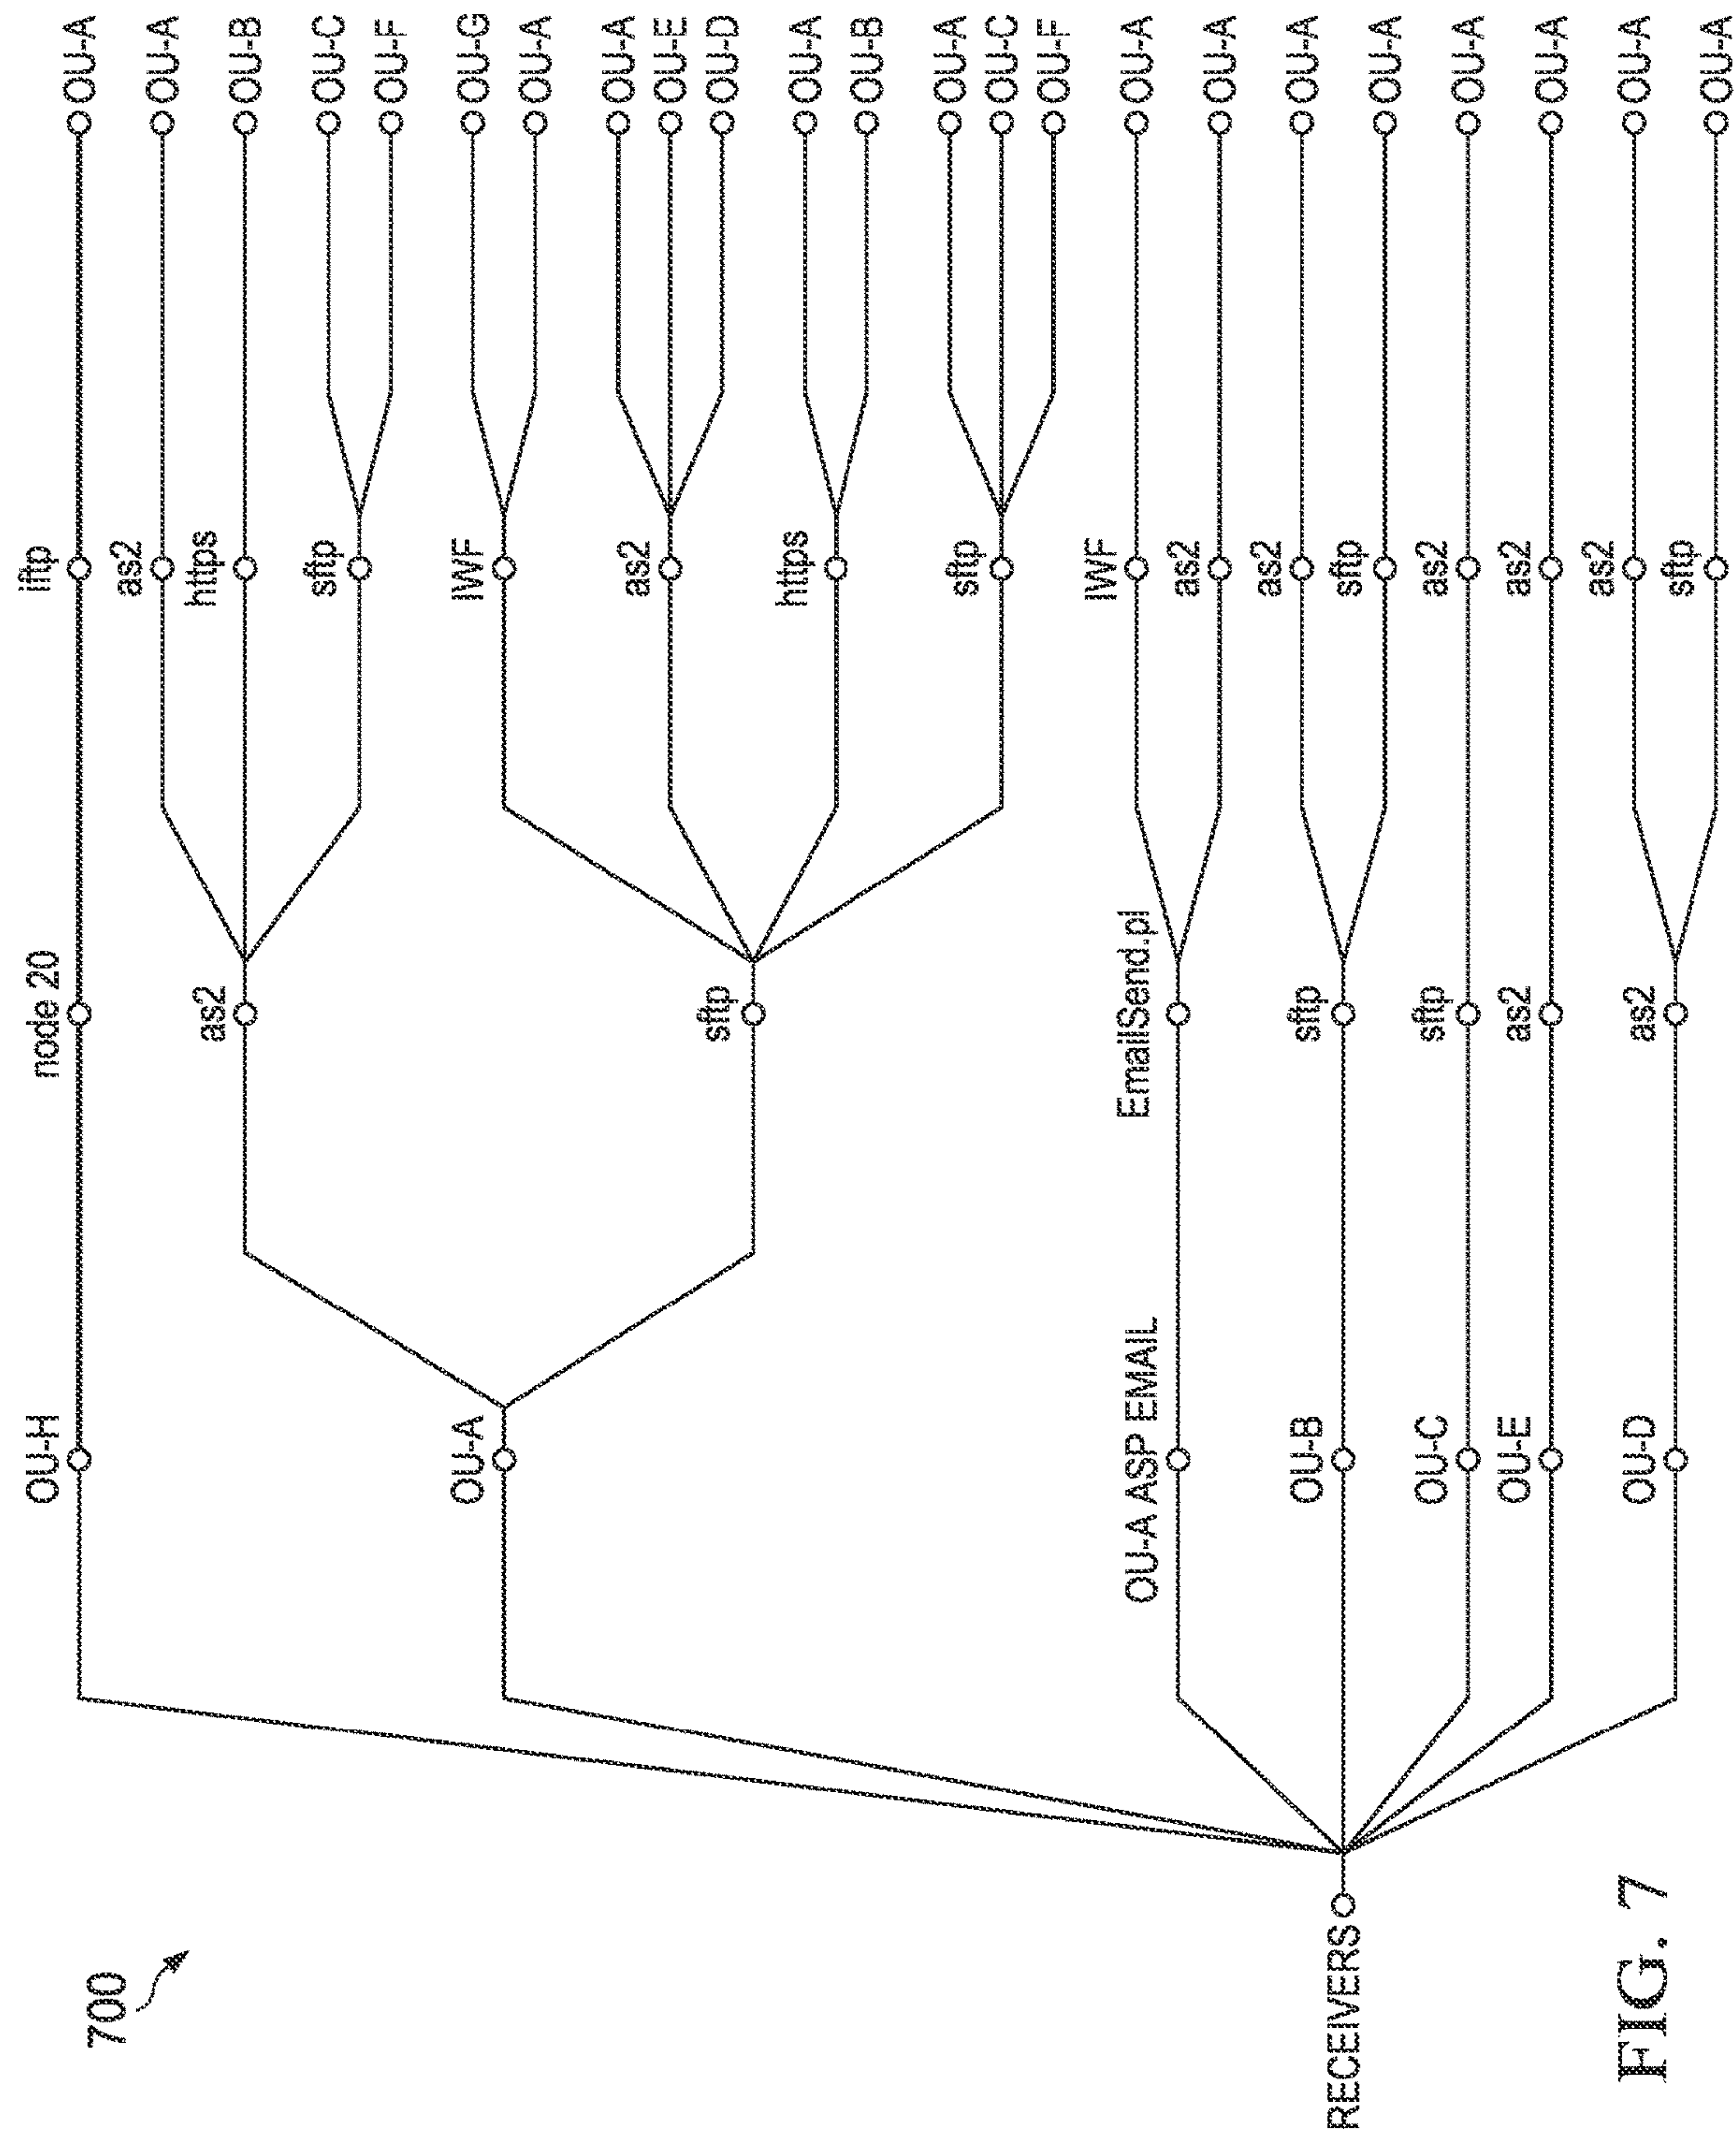 700
RECEIVERS
OU-H
OU-A
OU-A ASP EMAIL
OU-B
OU-C
OU-E
OU-D
node 20
as2
sftp
EmailSend.pl
sftp
sftp
as2
as2
lftp
as2
https
sftp
IWF
as2
https
sftp
IWF
as2
as2
sftp
as2
as2
as2
sftp
OU-A
OU-A
OU-B
OU-C
OU-F
OU-G
OU-A
OU-A
OU-E
OU-D
OU-A
OU-B
OU-A
OU-C
OU-F
OU-A
OU-A
OU-A
OU-A
OU-A
OU-A
OU-A
OU-A
FIG. 7